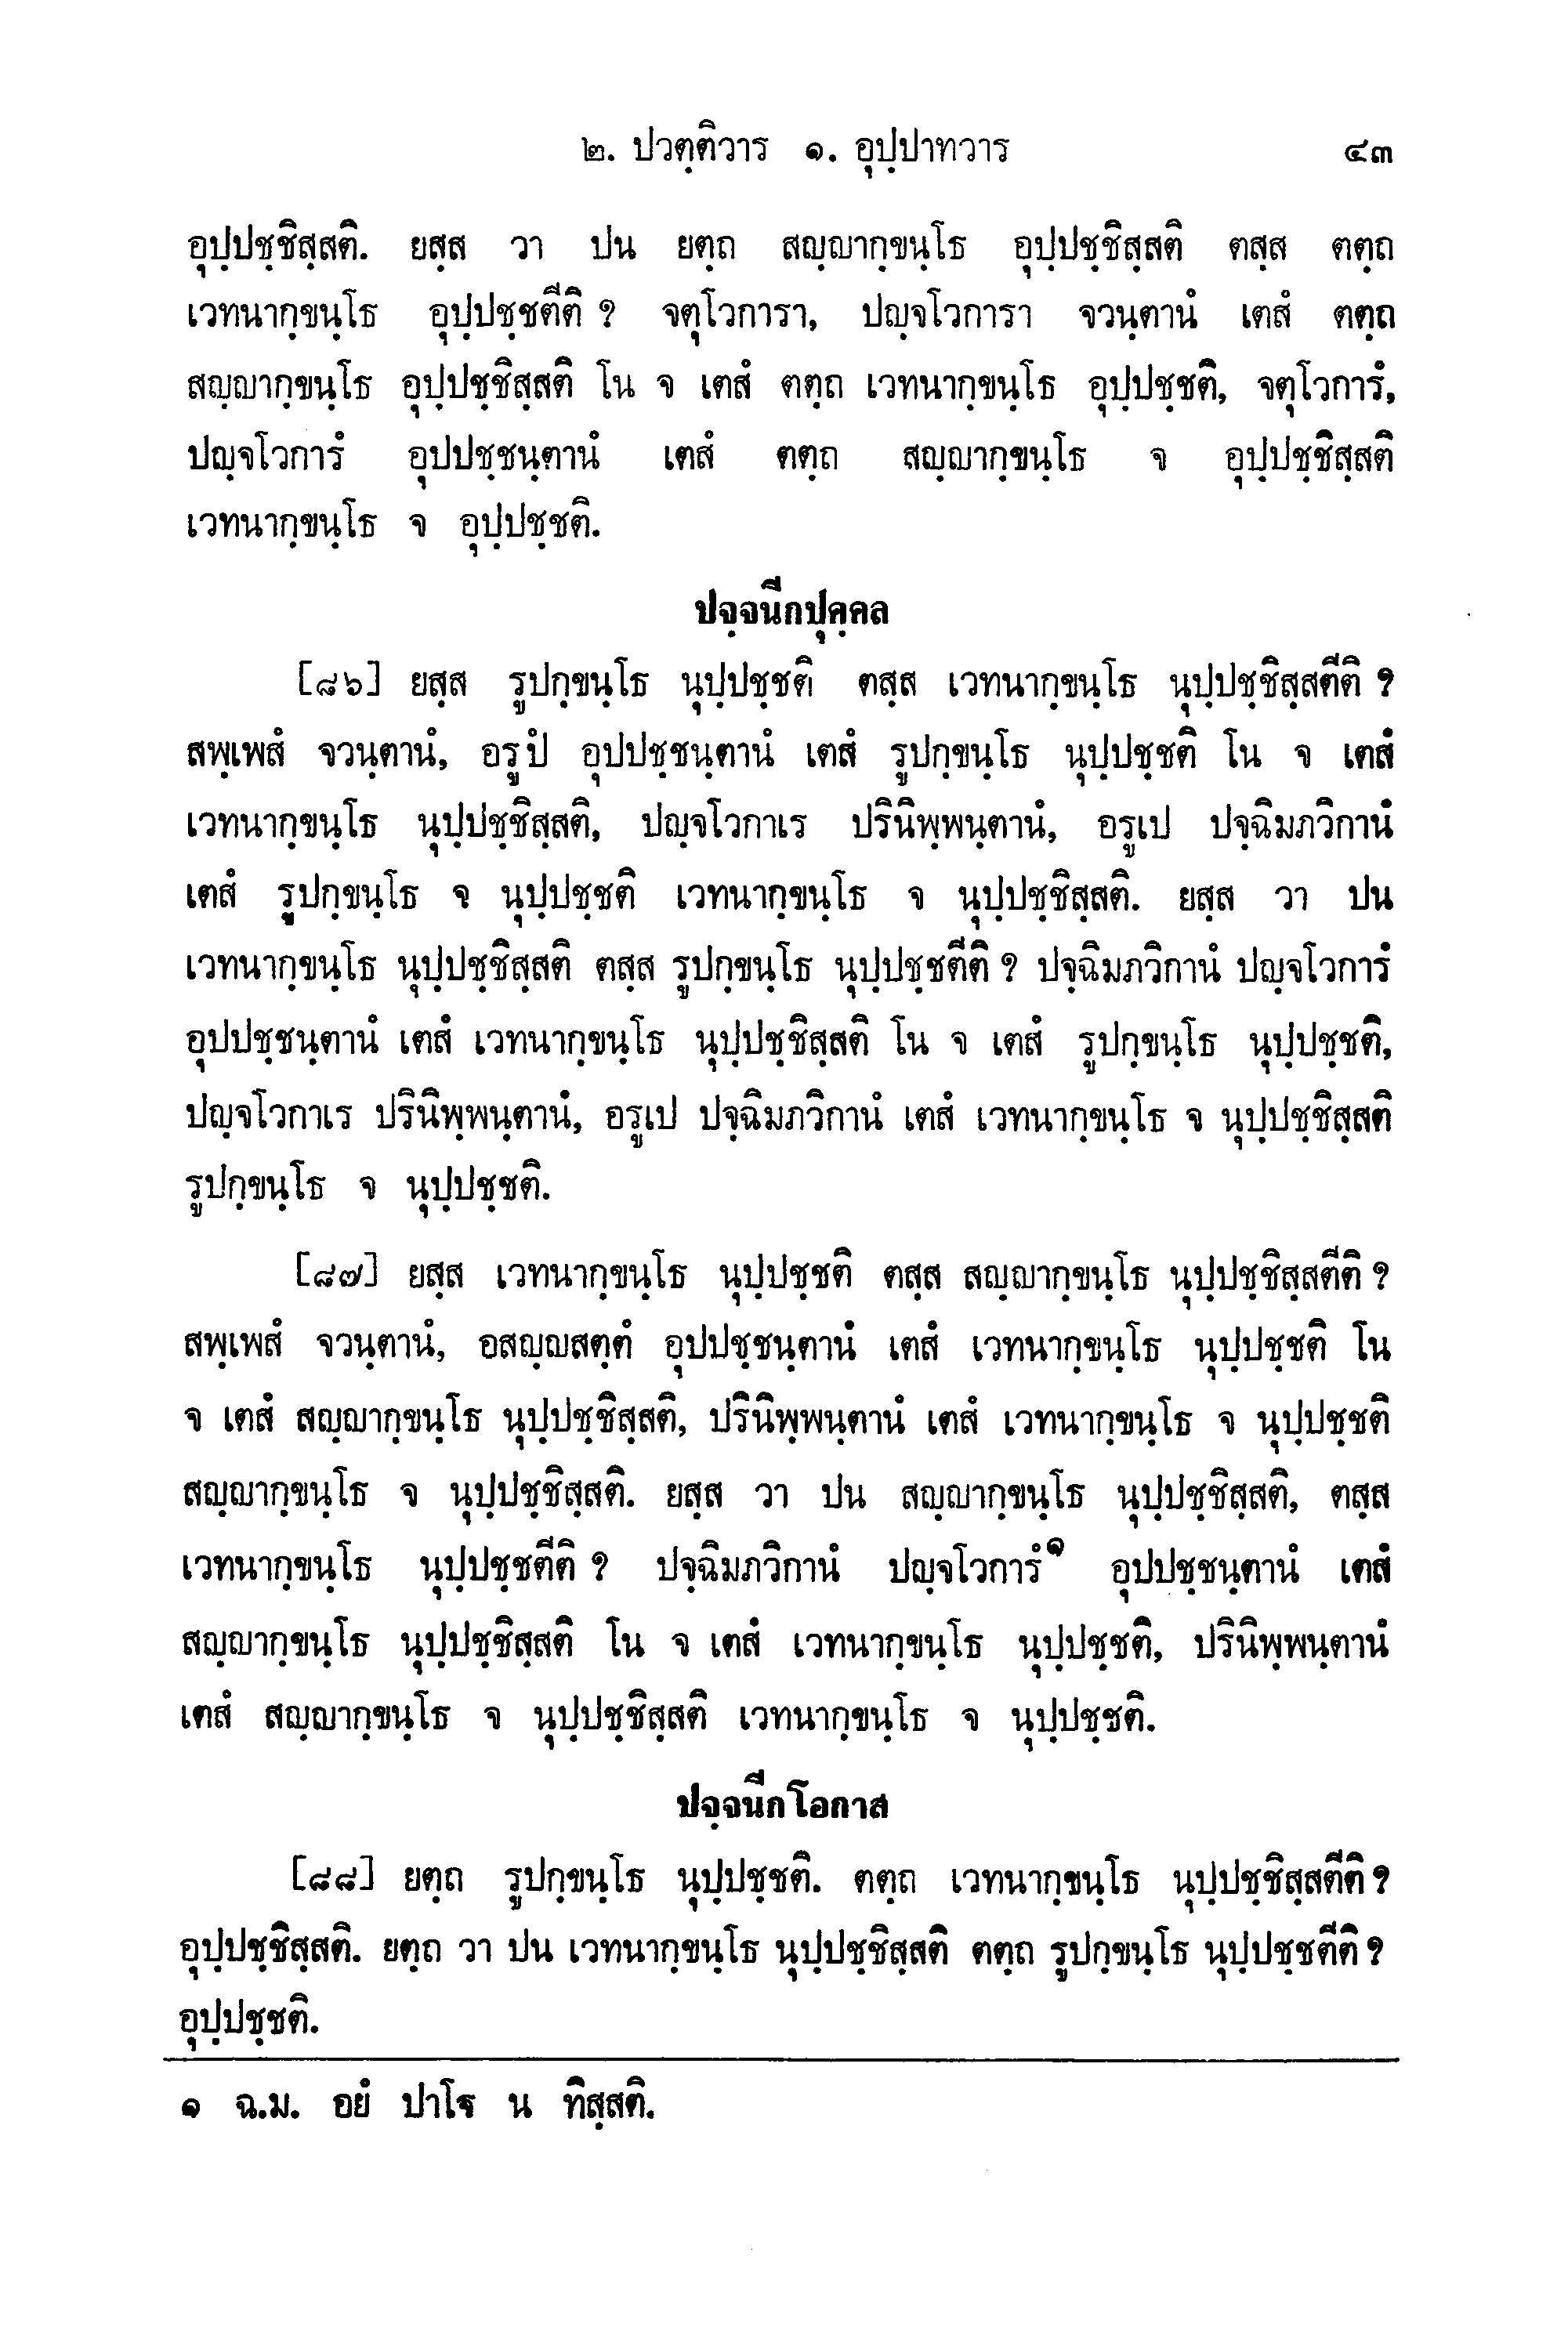 ๒. ปวตฺติวาร ๑. อุปฺปาทวาร ๔๓
อุปฺปชฺชิสฺสติ. ยสฺส วา ปน ยตฺถ สญฺญากฺขนฺโธ อุปฺปชฺชิสฺสติ ตสฺส ตตฺถ
เวทนากฺขนฺโธ อุปฺปชฺชตีติ ? จตุโวการา, ปญฺจโวการา จวนฺตานํ เตสํ ตตฺถ
สญฺญากฺขนฺโธ อุปฺปชฺชิสฺสติ โน จ เตสํ ตตฺถ เวทนากฺขนฺโธ อุปฺปชฺชติ, จตุโวการํ,
ปญฺจโวการํ อุปปชฺชนฺตานํ เตสํ ตตฺถ สญฺญากฺขนฺโธ จ อุปฺปชฺชิสฺสติ
เวทนากฺขนฺโธ จ อุปฺปชฺชติ.
ปจฺจนีกปุคฺคล
[๘๖] ยสฺส รูปกฺขนฺโธ นุปฺปชฺชติ ตสฺส เวทนากฺขนฺโธ นุปฺปชฺชิสฺสตีติ ?
สพฺเพสํ จวนฺตานํ, อรูปํ อุปปชฺชนฺตานํ เตสํ รูปกฺขนฺโธ นุปฺปชฺชติ โน จ เตสํ
เวทนากฺขนฺโธ นุปฺปชฺชิสฺสติ, ปญฺจโวกาเร ปรินิพฺพนฺตานํ, อรูเป ปจฺฉิมภวิกานํ
เตสํ รูปกฺขนฺโธ จ นุปฺปชฺชติ เวทนากฺขนฺโธ จ นุปฺปชฺชิสฺสติ. ยสฺส วา ปน
เวทนากฺขนฺโธ นุปฺปชฺชิสฺสติ ตสฺส รูปกฺขนฺโธ นุปฺปชฺชตีติ ? ปจฺฉิมภวิกานํ ปญฺจโวการํ
อุปปชฺชนฺตานํ เตสํ เวทนากฺขนฺโธ นุปฺปชฺชิสฺสติ โน จ เตสํ รูปกฺขนฺโธ นุปฺปชฺชติ,
ปญฺจโวกาเร ปรินิพฺพนฺตานํ, อรูเป ปจฺฉิมภวิกานํ เตสํ เวทนากฺขนฺโธ จ นุปฺปชฺชิสฺสติ
รูปกฺขนฺโธ จ นุปฺปชฺชติ.
[๘๗] ยสฺส เวทนากฺขนฺโธ นุปฺปชฺชติ ตสฺส สญฺญากฺขนฺโธ นุปฺปชฺชิสฺสตีติ ?
สพฺเพสํ จวนฺตานํ, อสญฺญสตฺตํ อุปปชฺชนฺตานํ เตสํ เวทนากฺขนฺโธ นุปฺปชฺชติ โน
จ เตสํ สญฺญากฺขนฺโธ นุปฺปชฺชิสฺสติ, ปรินิพฺพนฺตานํ เตสํ เวทนากฺขนฺโธ จ นุปฺปชฺชติ
สญฺญากฺขนฺโธ จ นุปฺปชฺชิสฺสติ. ยสฺส วา ปน สญฺญากฺขนฺโธ นุปฺปชฺชิสฺสติ, ตสฺส
เวทนากฺขนฺโธ นุปฺปชฺชตีติ ? ปจฺฉิมภวิกานํ ปญฺจโวการํ๑ อุปปชฺชนฺตานํ เตสํ
สญฺญากฺขนฺโธ นุปฺปชฺชิสฺสติ โน จ เตสํ เวทนากฺขนฺโธ นุปฺปชฺชติ, ปรินิพฺพนฺตานํ
เตสํ สญฺญากฺขนฺโธ จ นุปฺปชฺชิสฺสติ เวทนากฺขนฺโธ จ นุปฺปชฺชติ.
ปจฺจนีกโอกาส
[๘๘] ยตฺถ รูปกฺขนฺโธ นุปฺปชฺชติ. ตตฺถ เวทนากฺขนฺโธ นุปฺปชฺชิสฺสตีติ ?
อุปฺปชฺชิสฺสติ. ยตฺถ วา ปน เวทนากฺขนฺโธ นุปฺปชฺชิสฺสติ ตตฺถ รูปกฺขนฺโธ นุปฺปชฺชตีติ ?
อุปฺปชฺชติ.
๑ ฉ.ม. อยํ ปาโฐ น ทิสฺสติ.